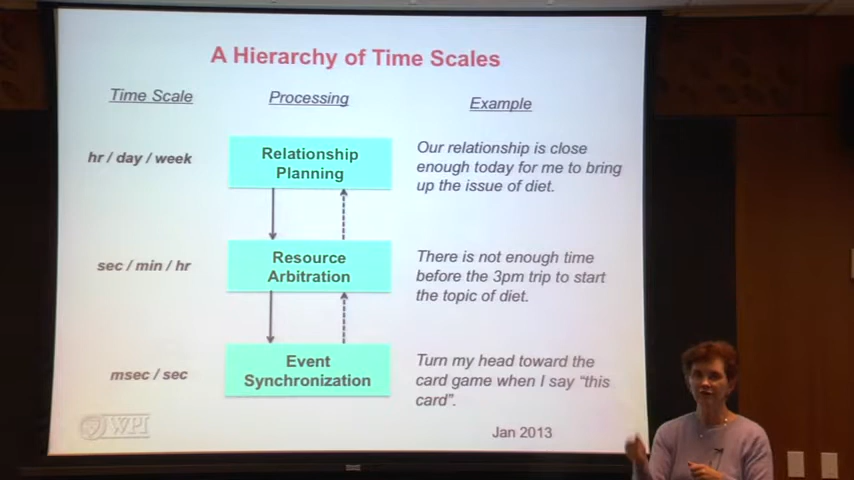 A Hierarchy of Time Scales
Time Scale
Processing
Example
hr / day / week
Relationship
Planning
Our relationship is close
enough today for me to bring
up the issue of diet.
sec / min / hr
Resource
Arbitration
There is not enough time
before the 3pm trip to start
the topic of diet.
msec / sec
Event
Synchronization
Turn my head toward the
card game when I say "this
card".
WPI
Jan 2013